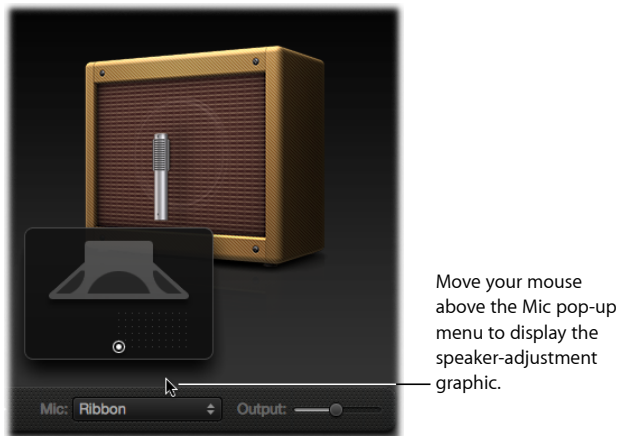 Move your mouse
above the Mic pop-up
menu to display the
speaker-adjustment
graphic.
Mic: Ribbon Output: